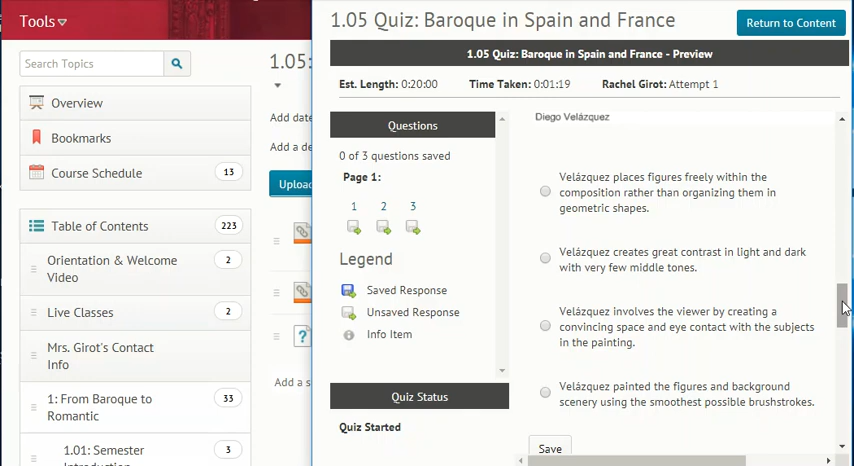 Tools
Search Topics
Overview
Bookmarks
Course Schedule
13
Table of Contents
223
Orientation & Welcome
Video
2
Live Classes
2
Mrs. Girot's Contact
Info
1: From Baroque to
Romantic
33
1.01: Semester
3
1.05:
Add date
Add a de
Uploa
Add a s
1.05 Quiz: Baroque in Spain and France
Return to Content
1.05 Quiz: Baroque in Spain and France - Preview
Est. Length: 0:20:00 Time Taken: 0:01:19 Rachel Girot: Attempt 1
Questions
0 of 3 questions saved
Page 1:
1 2 3
Legend
Saved Response
Unsaved Response
Info Item
Quiz Status
Quiz Started
Diego Velázquez
Velázquez places figures freely within the
composition rather than organizing them in
geometric shapes.
Velázquez creates great contrast in light and dark
with very few middle tones.
Velázquez involves the viewer by creating a
convincing space and eye contact with the subjects
in the painting.
Velázquez painted the figures and background
scenery using the smoothest possible brushstrokes.
Save